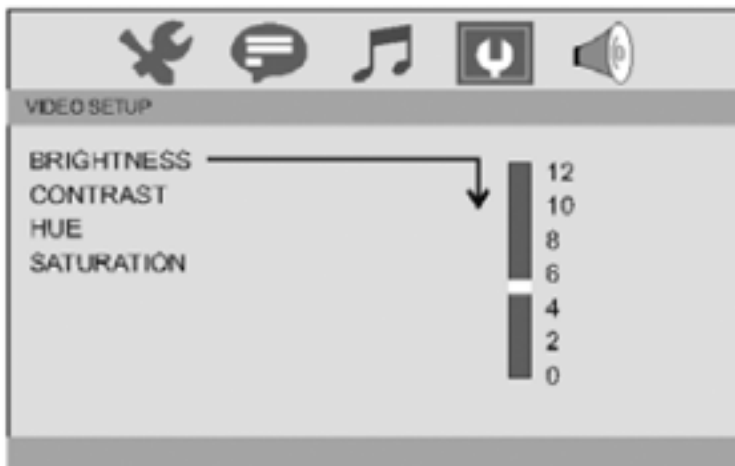 VIDEO SETUP
BRIGHTNESS
CONTRAST
HUE
SATURATION
12
10
8
6
4
2
0